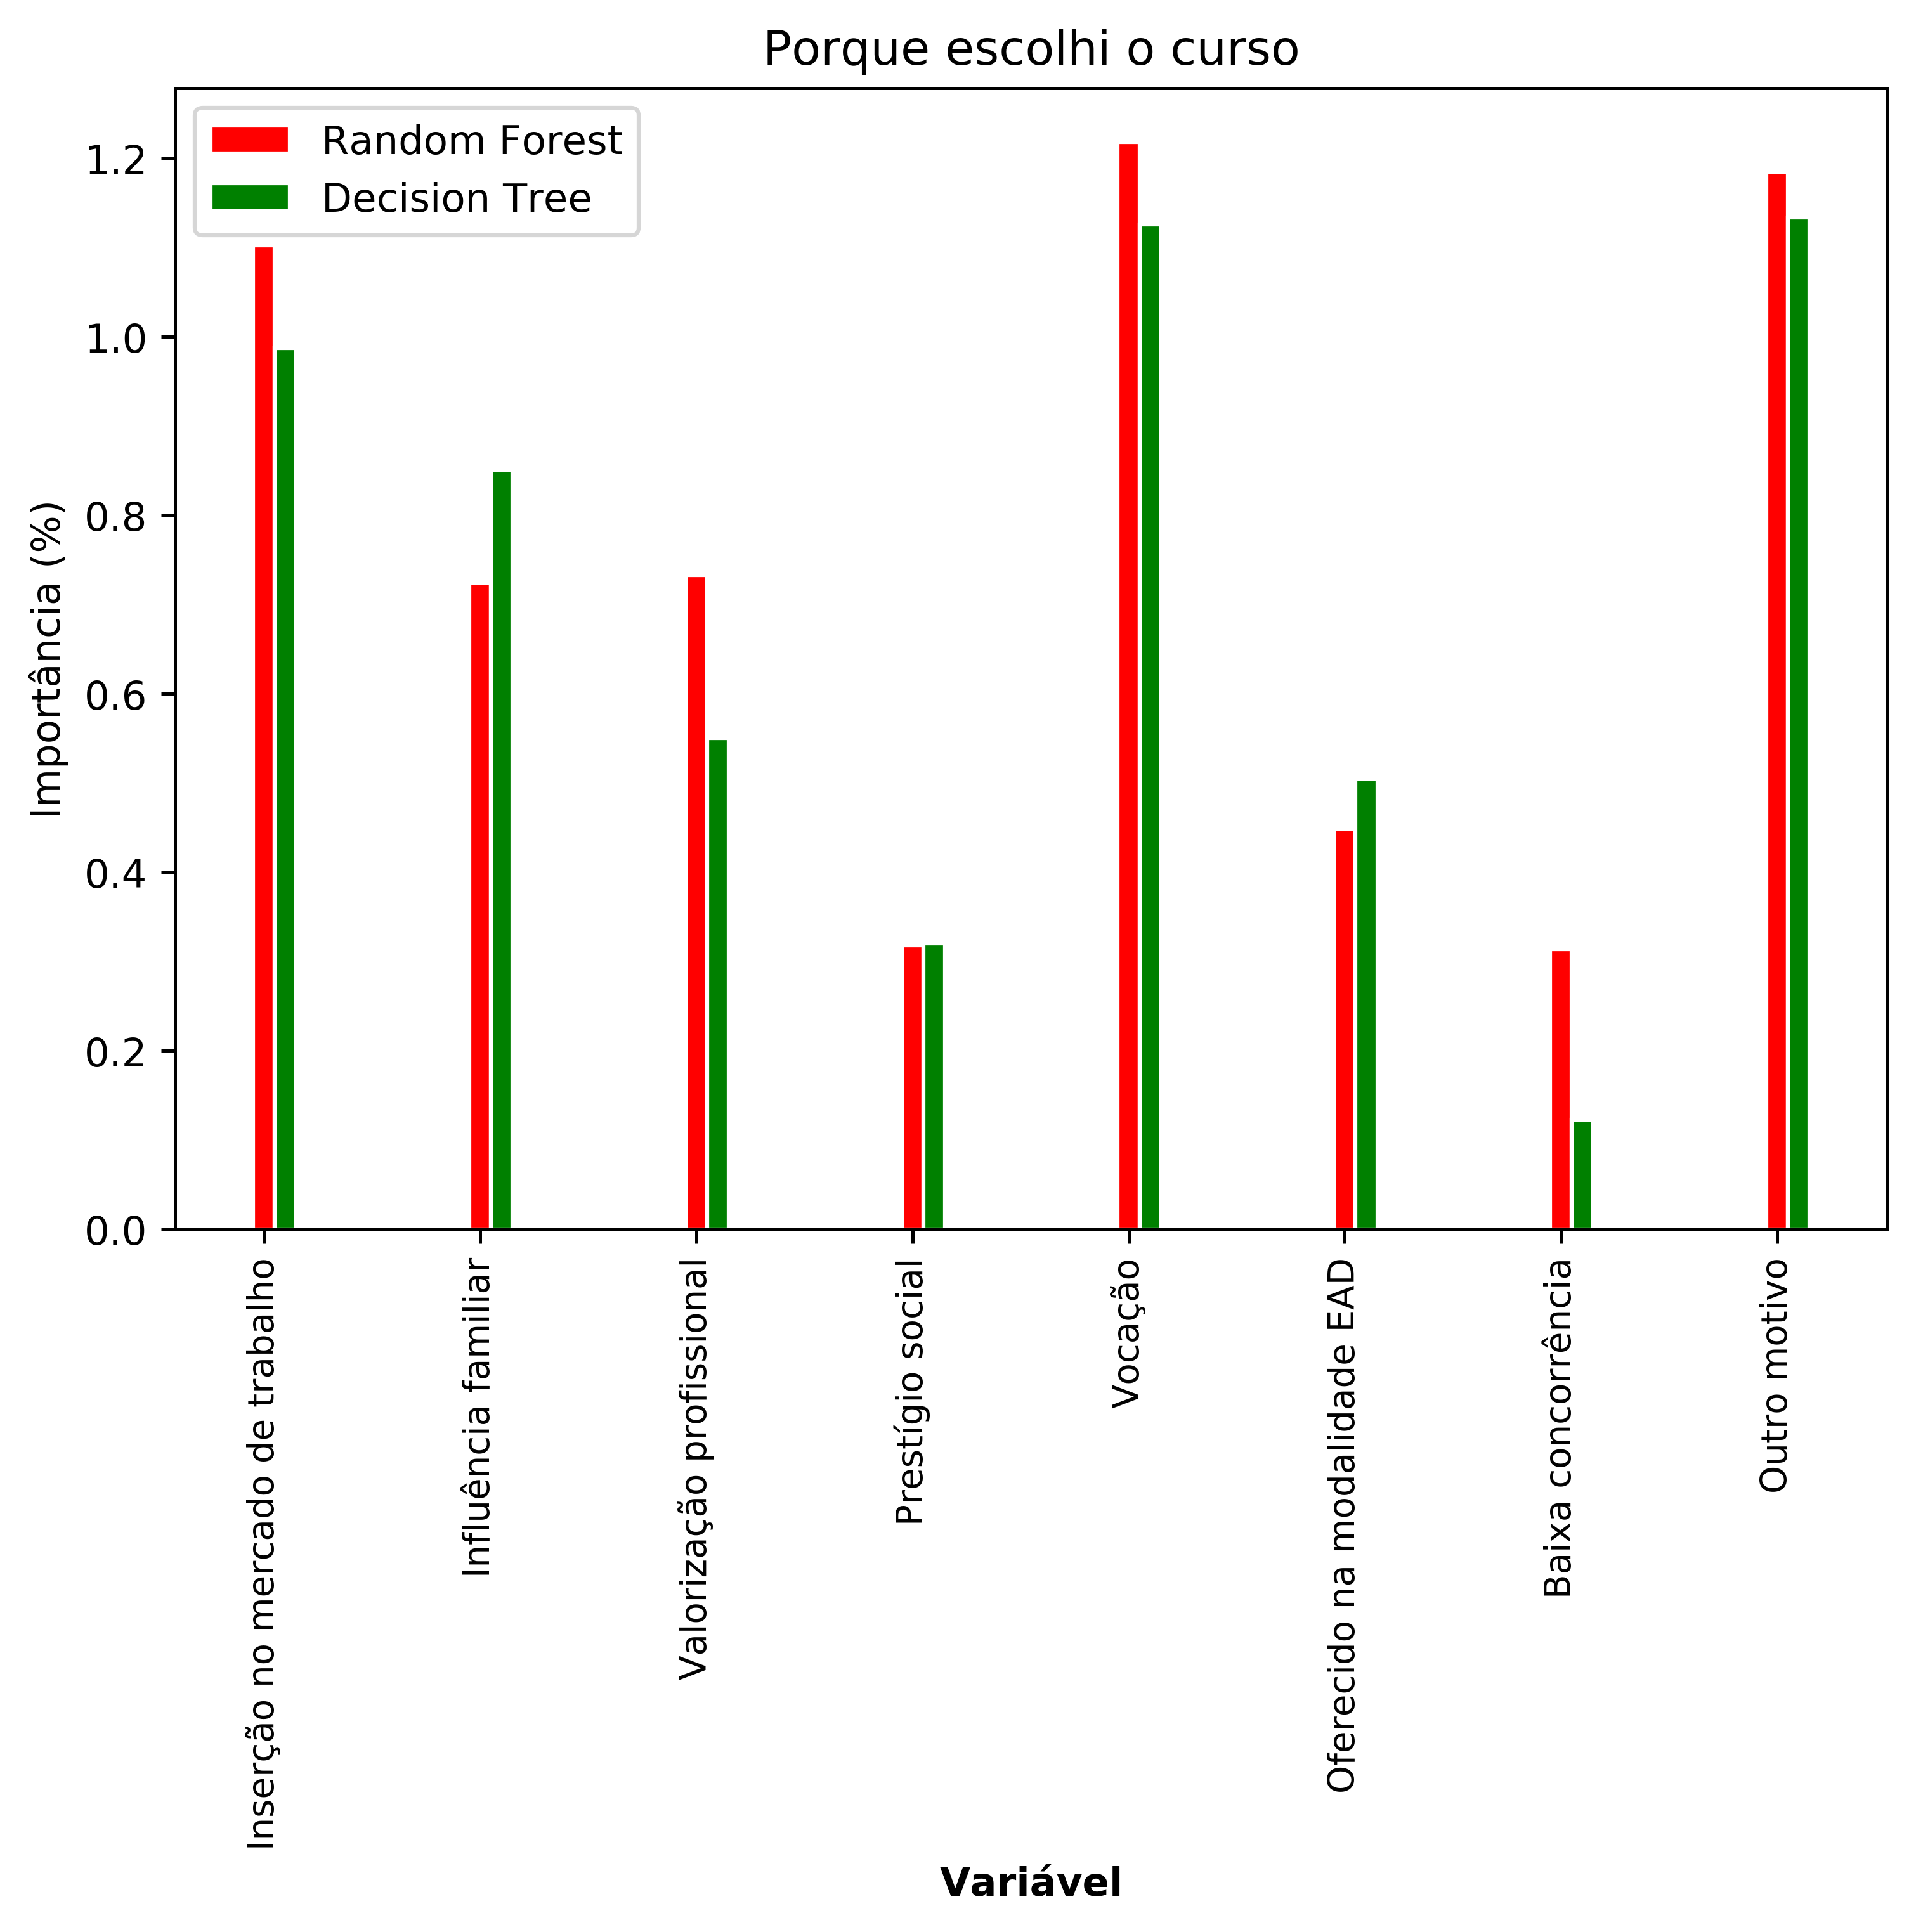 Porque escolhi o curso
Random Forest
Decision Tree
Importância (%)
1.2
1.0
0.8
0.6
0.4
0.2
0.0
Inserção no mercado de trabalho
Influência familiar
Valorização profissional
Prestígio social
Vocação
Oferecido na modalidade EAD
Baixa concorrência
Outro motivo
Variável